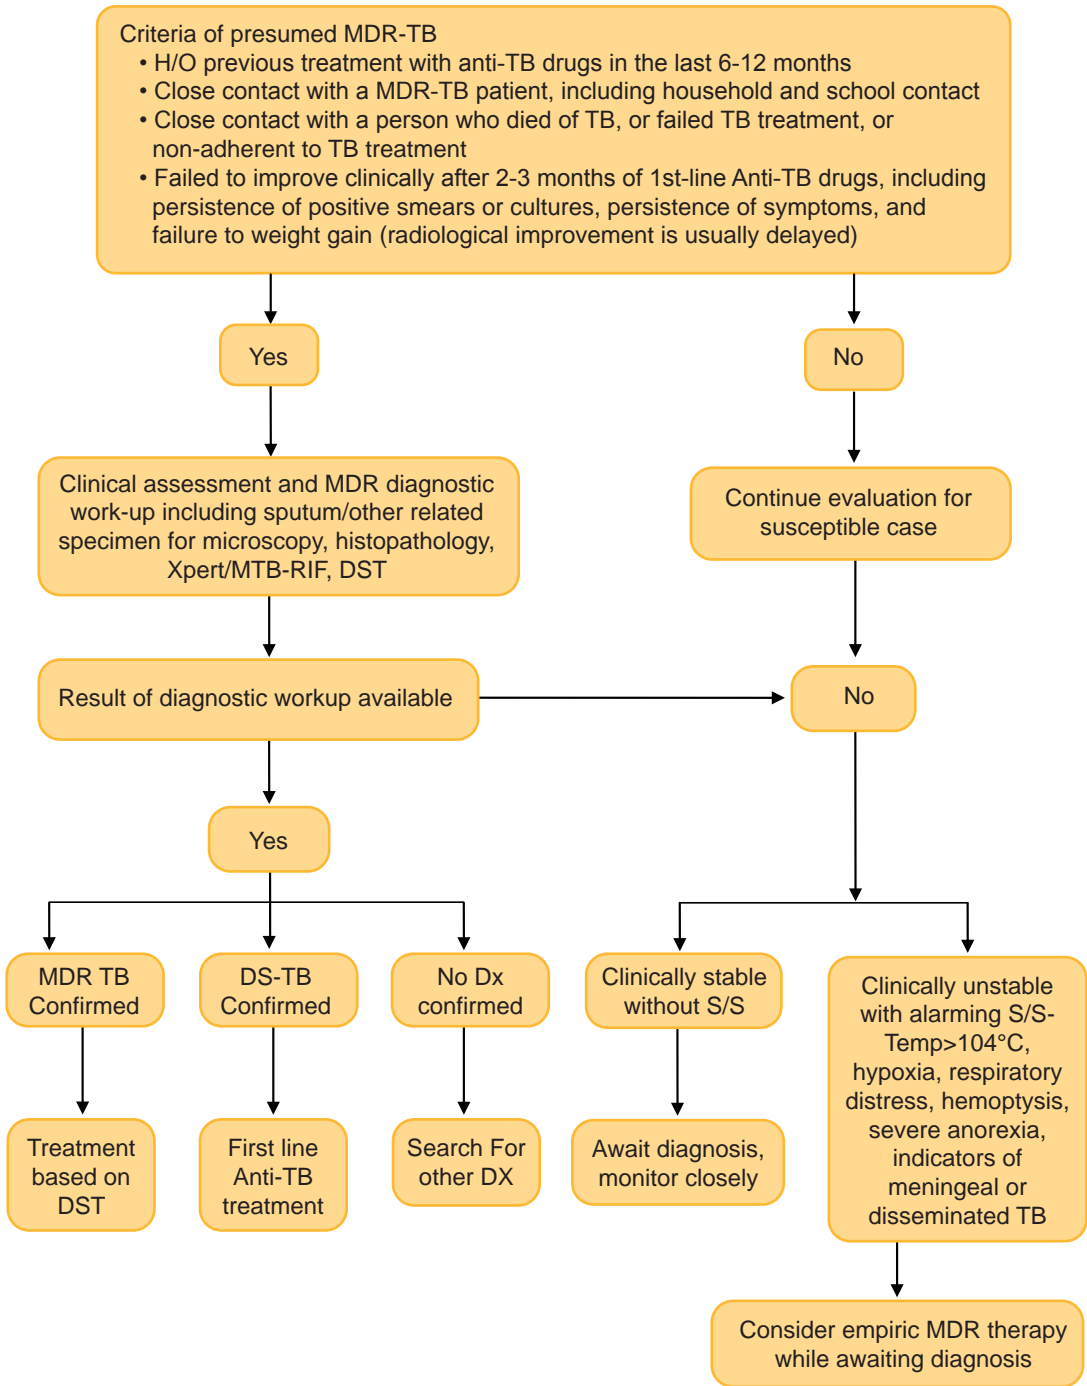 Criteria of presumed MDR-TB
• H/O previous treatment with anti-TB drugs in the last 6-12 months
• Close contact with a MDR-TB patient, including household and school contact
• Close contact with a person who died of TB, or failed TB treatment, or
non-adherent to TB treatment
• Failed to improve clinically after 2-3 months of 1st-line Anti-TB drugs, including
persistence of positive smears or cultures, persistence of symptoms, and
failure to weight gain (radiological improvement is usually delayed)
Yes
No
Clinical assessment and MDR diagnostic
work-up including sputum/other related
specimen for microscopy, histopathology,
Xpert/MTB-RIF, DST
Continue evaluation for
susceptible case
Result of diagnostic workup available
No
Yes
MDR TB
Confirmed
DS-TB
Confirmed
No Dx
confirmed
Clinically stable
without S/S
Clinically unstable
with alarming S/S-
Temp>104°C,
hypoxia, respiratory
distress, hemoptysis,
severe anorexia,
indicators of
meningeal or
disseminated TB
Treatment
based on
DST
First line
Anti-TB
treatment
Search For
other DX
Await diagnosis,
monitor closely
Consider empiric MDR therapy
while awaiting diagnosis